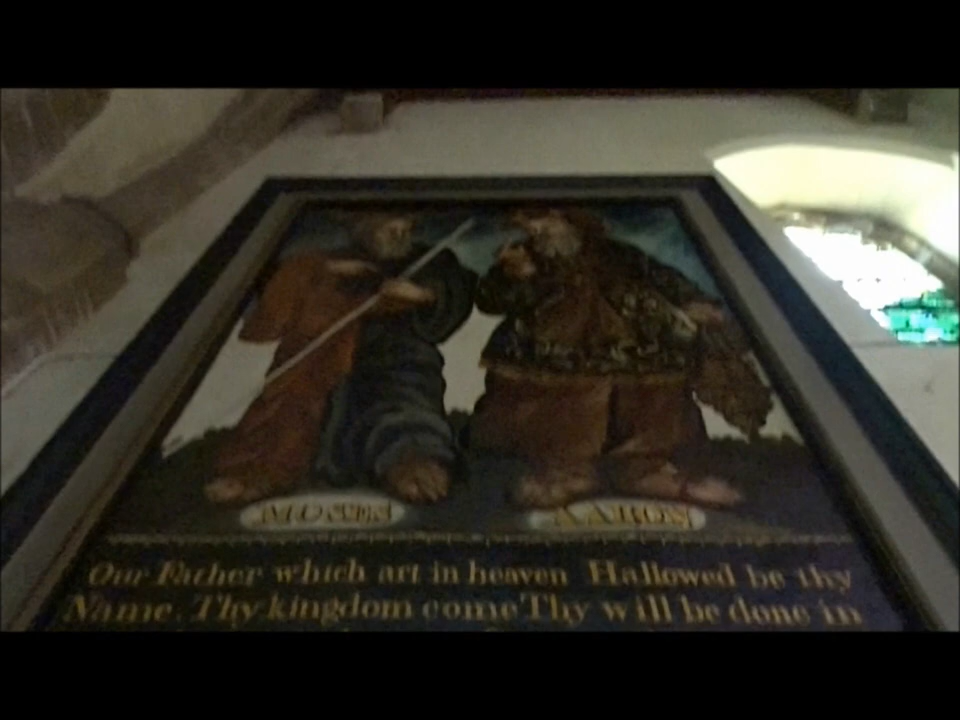 MOSES
AARON
Our Father which art in heaven Hallowed be thy
Name. Thy kingdom come Thy will be done in